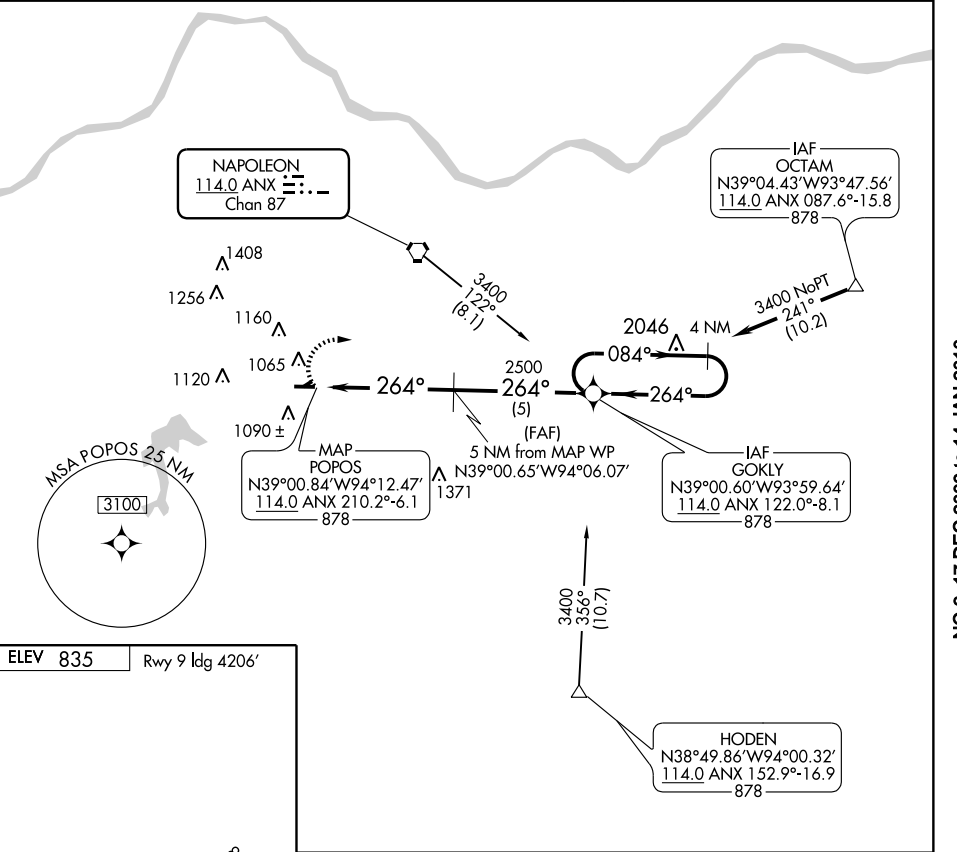 NAPOLEON
114.0 ANX
Chan 87
IAF
OCTAM
N39°04.43'W93°47.56'
114.0 ANX 087.6°-15.8
878
1408
1256
1160
1065
1120
1090 ±
3400
122°
(8.1)
3400 NoPT
241°
(10.2)
2046
4 NM
084°
264°
2500
264°
(5)
264°
(FAF)
5 NM from MAP WP
N39°00.65'W94°06.07'
MAP
POPOS
N39°00.84'W94°12.47'
114.0 ANX 210.2°-6.1
878
1371
IAF
GOKLY
N39°00.60'W93°59.64'
114.0 ANX 122.0°-8.1
878
MSA POPOS 25 NM
3100
3400
356°
(10.7)
ELEV 835
Rwy 9 ldg 4206'
HODEN
N38°49.86'W94°00.32'
114.0 ANX 152.9°-16.9
878